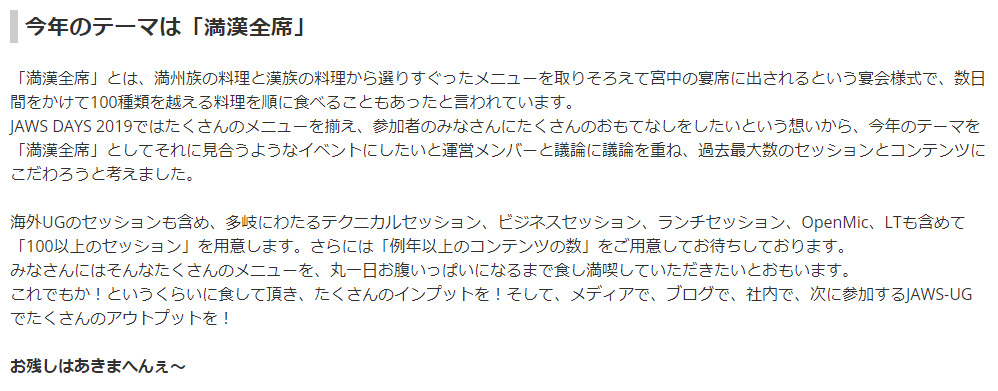 今年のテーマは「満漢全席」
「満漢全席」とは、満州族の料理と漢族の料理から選りすぐったメニューを取りそろえて宮中の宴席に出されるという宴会様式で、数日
間をかけて100種類を越える料理を順に食べることもあったと言われています。
JAWS DAYS 2019ではたくさんのメニューを揃え、参加者のみなさんにたくさんのおもてなしをしたいという想いから、今年のテーマを
「満漢全席」としてそれに見合うようなイベントにしたいと運営メンバーと議論に議論を重ね、過去最大数のセッションとコンテンツに
こだわろうと考えました。
海外UGのセッションも含め、多岐にわたるテクニカルセッション、ビジネスセッション、ランチセッション、OpenMic、LTも含めて
「100以上のセッション」を用意します。さらには「例年以上のコンテンツの数」をご用意してお待ちしております。
みなさんにはそんなたくさんのメニューを、丸一日お腹いっぱいになるまで食し満喫していただきたいとおもいます。
これでもか！というくらいに食して頂き、たくさんのインプットを！そして、メディアで、ブログで、社内で、次に参加するJAWS-UG
でたくさんのアウトプットを！
お残しはあきまへんぇ～